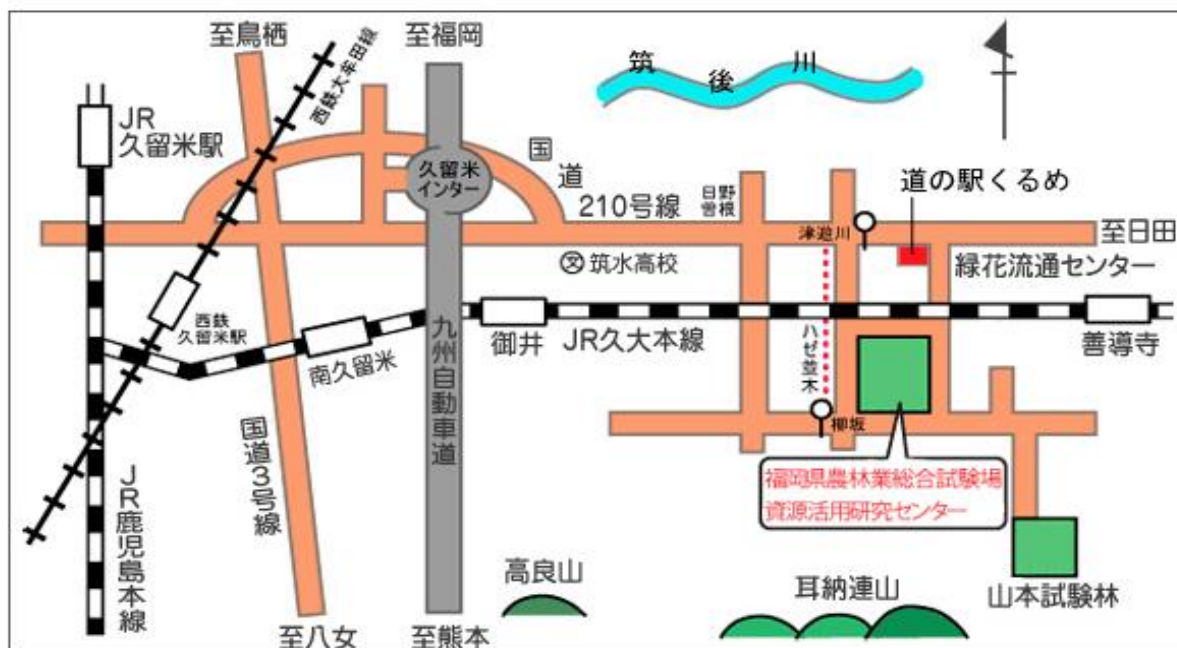 至鳥栖
至福岡
西鉄大牟田線
筑後川
JR
久留米駅
久留米
インター
国道
210号線
日野
曽根
道の駅くるめ
津遊川
至日田
緑花流通センター
筑水高校
文
西鉄
久留米駅
南久留米
御井
JR久大本線
ハゼ並木
善導寺
九州自動車道
国道3号線
柳坂
福岡県農林業総合試験場
資源活用研究センター
JR鹿児島本線
高良山
耳納連山
山本試験林
至八女
至熊本